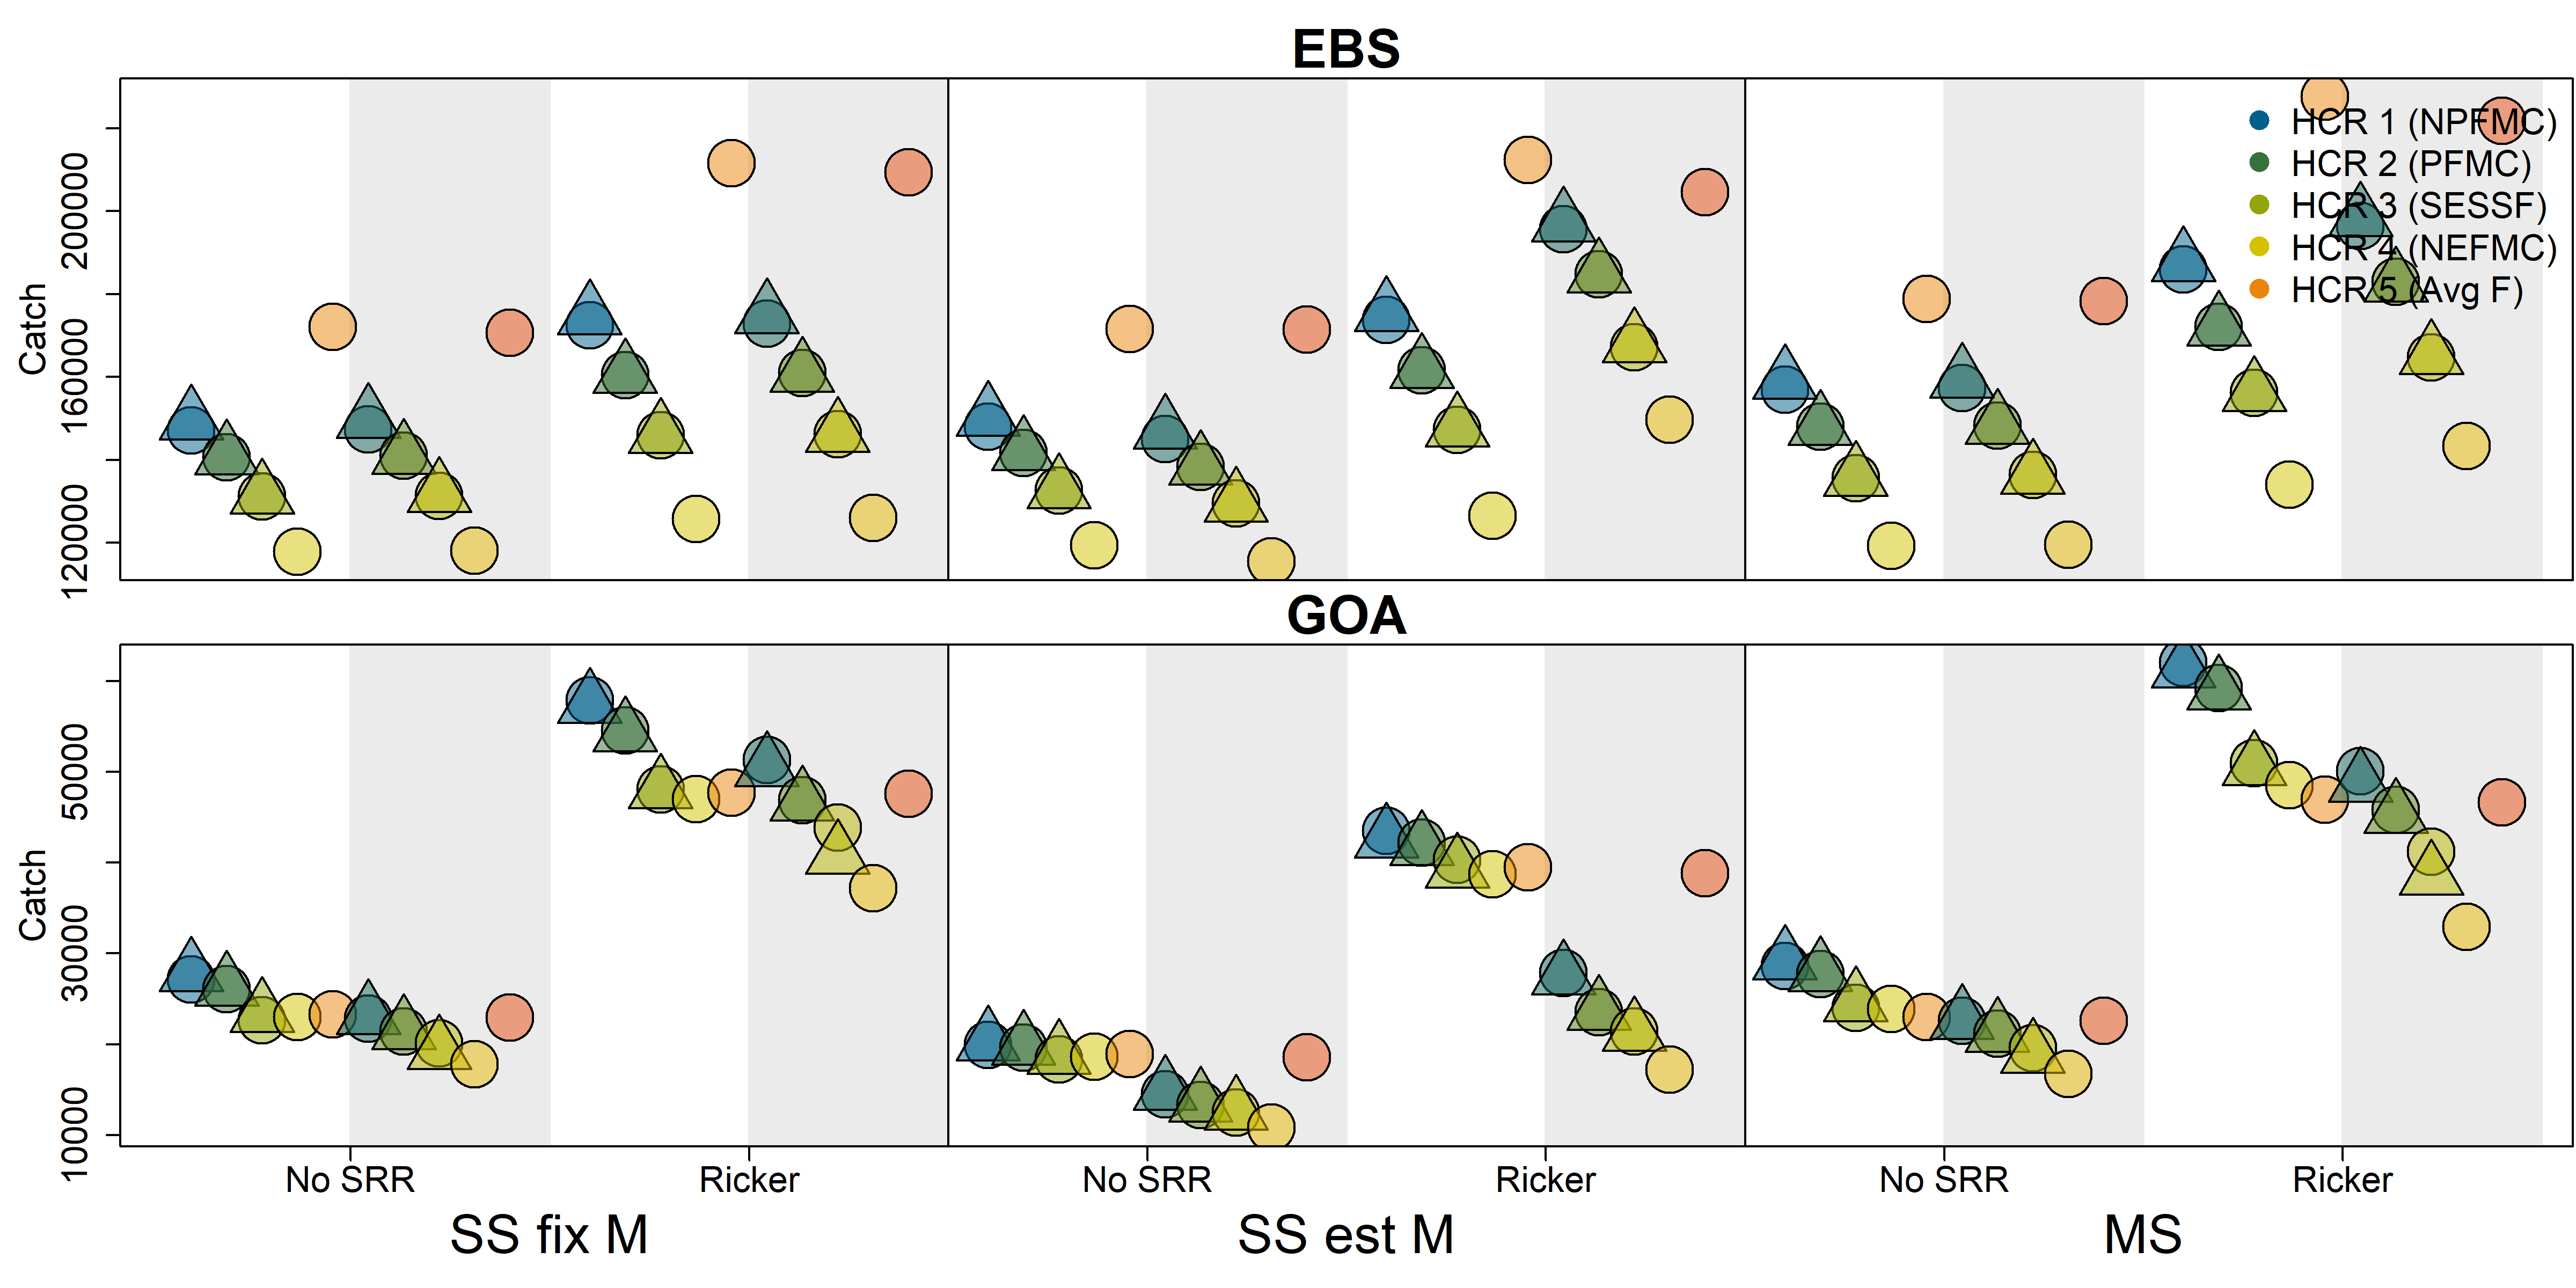 EBS
Catch
200000
160000
120000
HCR 1 (NPFMC)
HCR 2 (PFMC)
HCR 3 (SESSF)
HCR 4 (NEFMC)
HCR 5 (Avg F)
GOA
Catch
50000
30000
10000
No SRR
Ricker
No SRR
Ricker
No SRR
Ricker
SS fix M
SS est M
MS